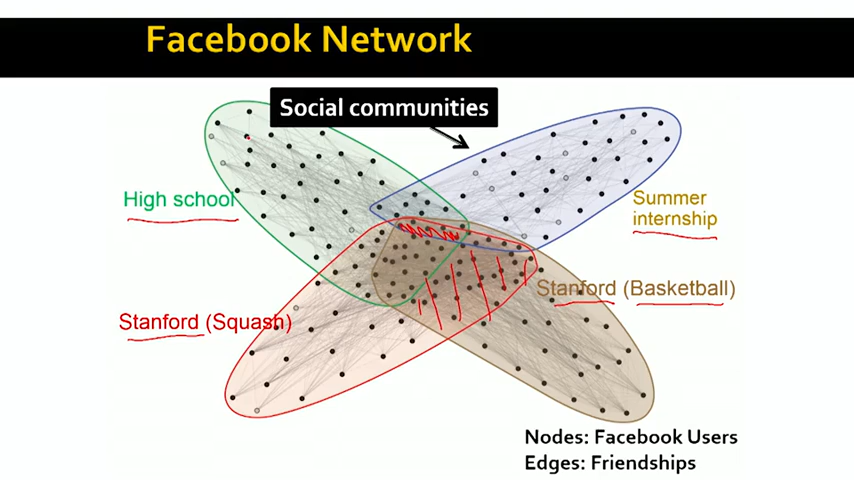 Facebook Network
Social communities
High school
Summer
internship
Stanford (Basketball)
Stanford (Squash)
Nodes: Facebook Users
Edges: Friendships